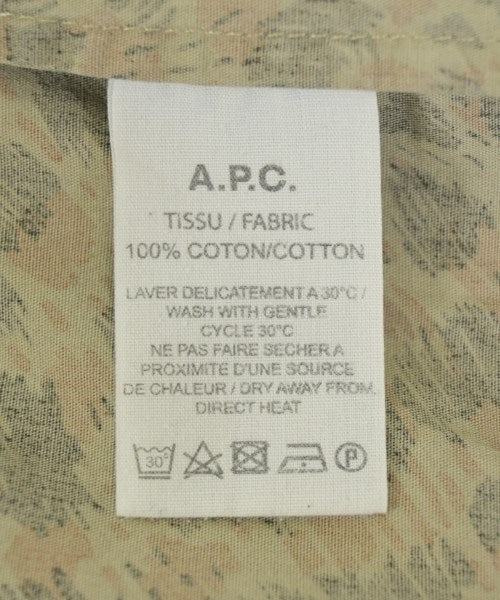 A.P.C.
TISSU / FABRIC
100% COTON/COTTON
LAVER DELICATEMENT A 30°C /
WASH WITH GENTLE
CYCLE 30°C
NE PAS FAIRE SECHER A
PROXIMITE D'UNE SOURCE
DE CHALEUR / DRY AWAY FROM
DIRECT HEAT
30° P